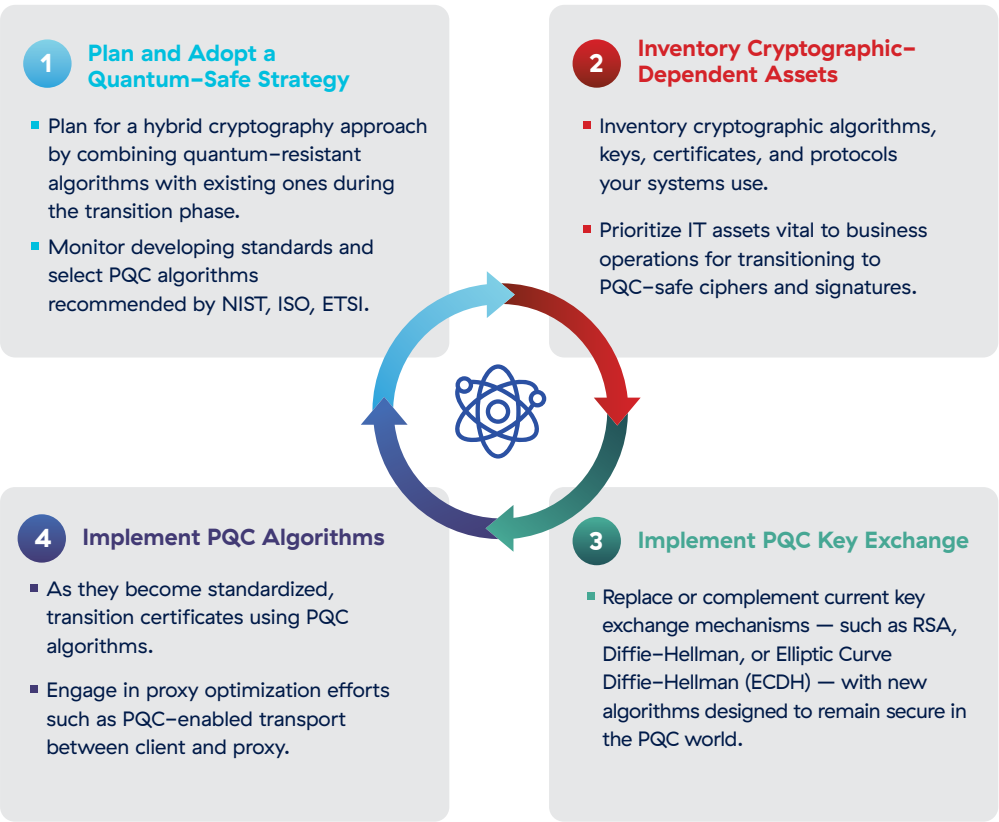 1
Plan and Adopt a
Quantum-Safe Strategy
Plan for a hybrid cryptography approach
by combining quantum-resistant
algorithms with existing ones during
the transition phase.
Monitor developing standards and
select PQC algorithms
recommended by NIST, ISO, ETSI.
2
Inventory Cryptographic-
Dependent Assets
Inventory cryptographic algorithms,
keys, certificates, and protocols
your systems use.
Prioritize IT assets vital to business
operations for transitioning to
PQC-safe ciphers and signatures.
3
Implement PQC Key Exchange
Replace or complement current key
exchange mechanisms — such as RSA,
Diffie-Hellman, or Elliptic Curve
Diffie-Hellman (ECDH) — with new
algorithms designed to remain secure in
the PQC world.
4
Implement PQC Algorithms
As they become standardized,
transition certificates using PQC
algorithms.
Engage in proxy optimization efforts
such as PQC-enabled transport
between client and proxy.